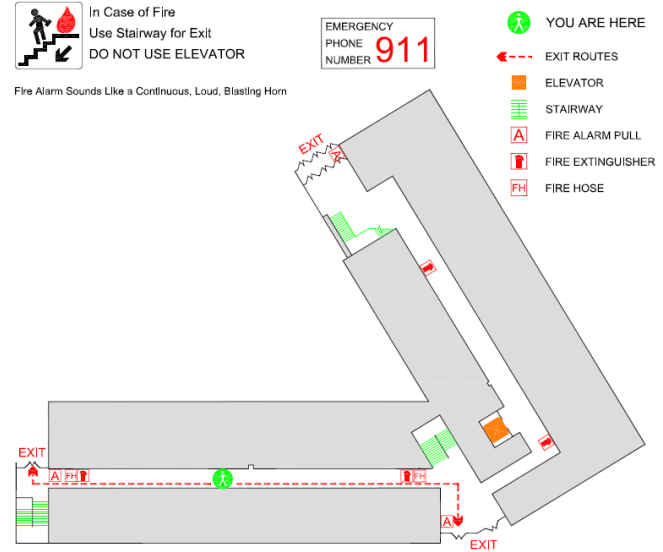 In Case of Fire
Use Stairway for Exit
DO NOT USE ELEVATOR
Fire Alarm Sounds Like a Continuous, Loud, Blasting Horn
EMERGENCY
PHONE
NUMBER 911
YOU ARE HERE
EXIT ROUTES
ELEVATOR
STAIRWAY
A FIRE ALARM PULL
FIRE EXTINGUISHER
FH FIRE HOSE
EXIT
A
EXIT
A FH
FH
A
EXIT